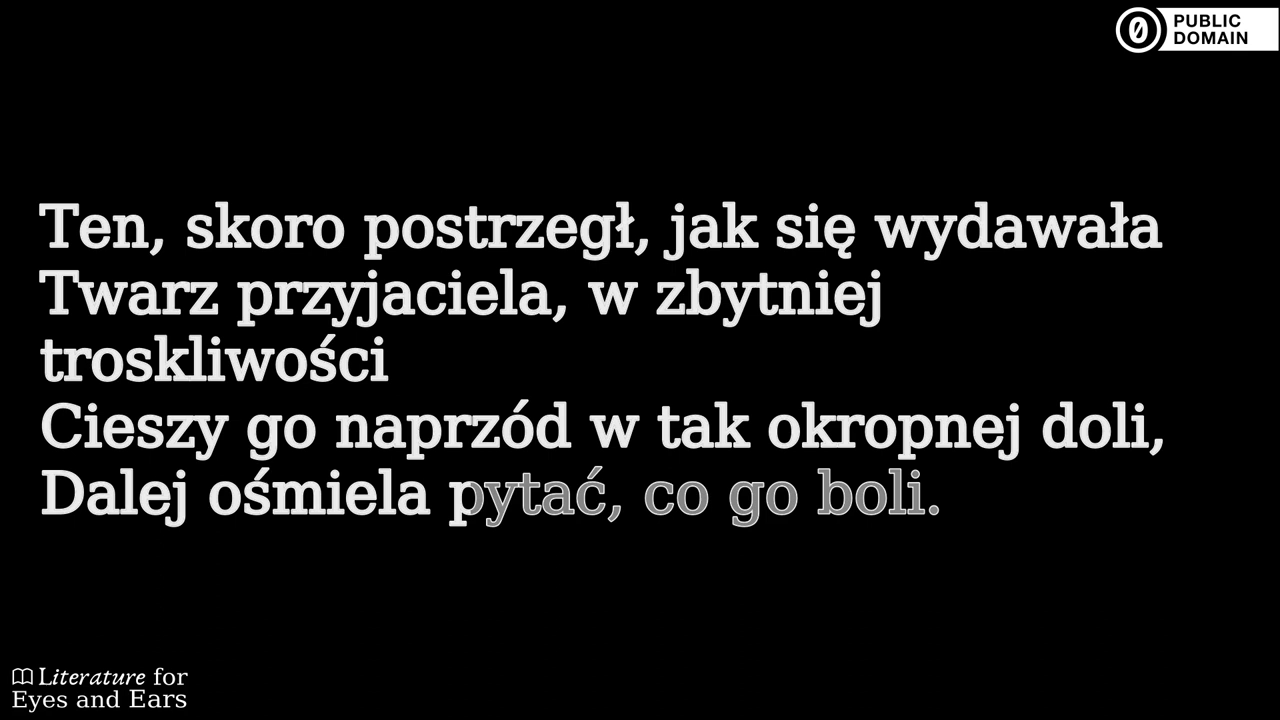 PUBLIC
DOMAIN
Ten, skoro postrzegł, jak się wydawała
Twarz przyjaciela, w zbytniej
troskliwości
Cieszy go naprzód w tak okropnej doli,
Dalej ośmiela pytać, co go boli.
Literature for
Eyes and Ears